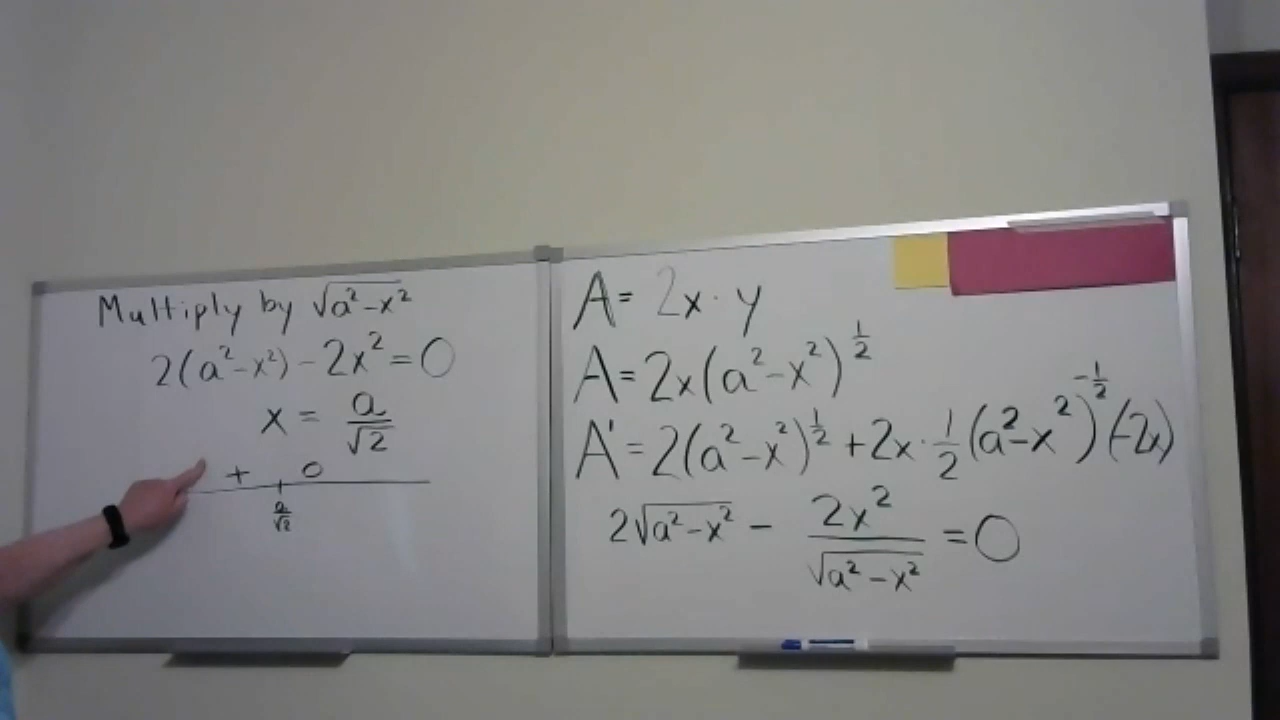 Multiply by √(a²-x²)
2(a²-x²)-2x²=0
x = a/√2
+ 0
a/√2
A = 2x·y
A = 2x(a²-x²)^(1/2)
A' = 2(a²-x²)^(1/2) + 2x·1/2(a²-x²)^(-1/2)(-2x)
2√(a²-x²) - 2x²/√(a²-x²) = 0